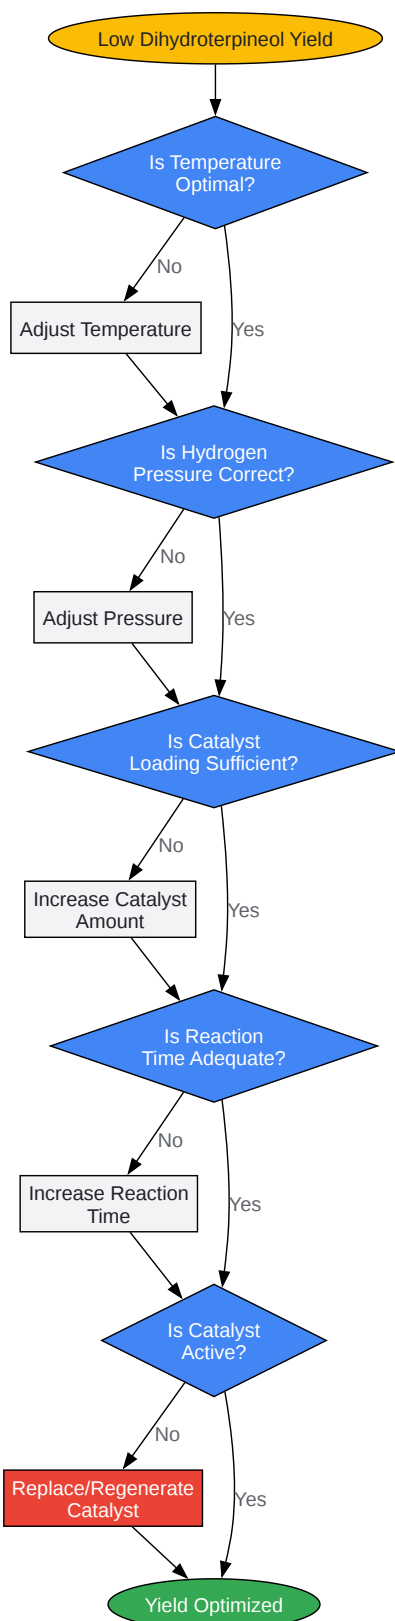 Low Dihydroterpineol Yield
Is Temperature
Optimal?
No
Adjust Temperature
Yes
Is Hydrogen
Pressure Correct?
No
Adjust Pressure
Yes
Is Catalyst
Loading Sufficient?
No
Increase Catalyst
Amount
Yes
Is Reaction
Time Adequate?
No
Increase Reaction
Time
Yes
Is Catalyst
Active?
No
Replace/Regenerate
Catalyst
Yes
Yield Optimized